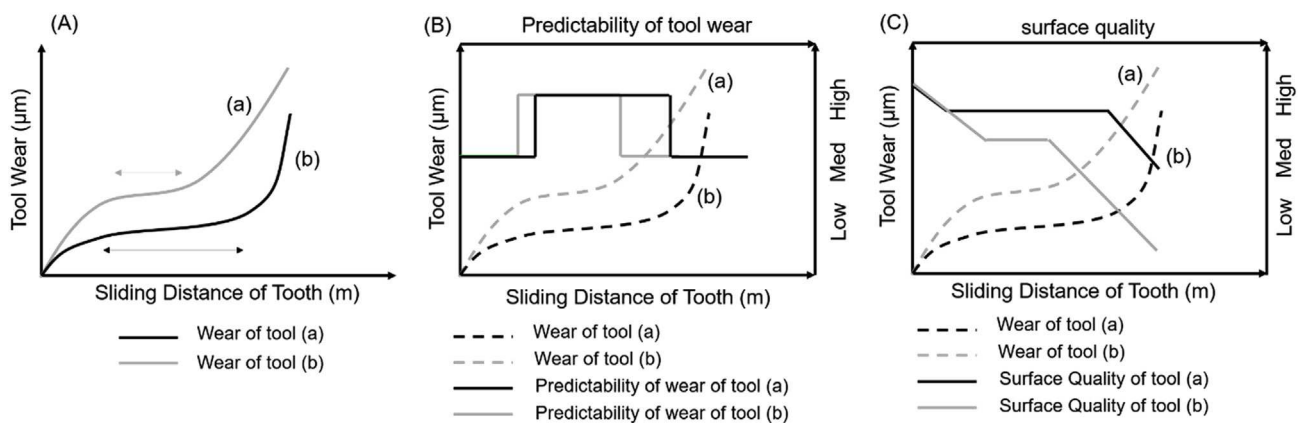 (A)
Tool Wear (µm)
(a)
(b)
Sliding Distance of Tooth (m)
Wear of tool (a)
Wear of tool (b)
(B)
Predictability of tool wear
Tool Wear (µm)
(a)
(b)
Low Med High
Sliding Distance of Tooth (m)
Wear of tool (a)
Wear of tool (b)
Predictability of wear of tool (a)
Predictability of wear of tool (b)
(C)
surface quality
Tool Wear (µm)
(a)
(b)
Low Med High
Sliding Distance of Tooth (m)
Wear of tool (a)
Wear of tool (b)
Surface Quality of tool (a)
Surface Quality of tool (b)